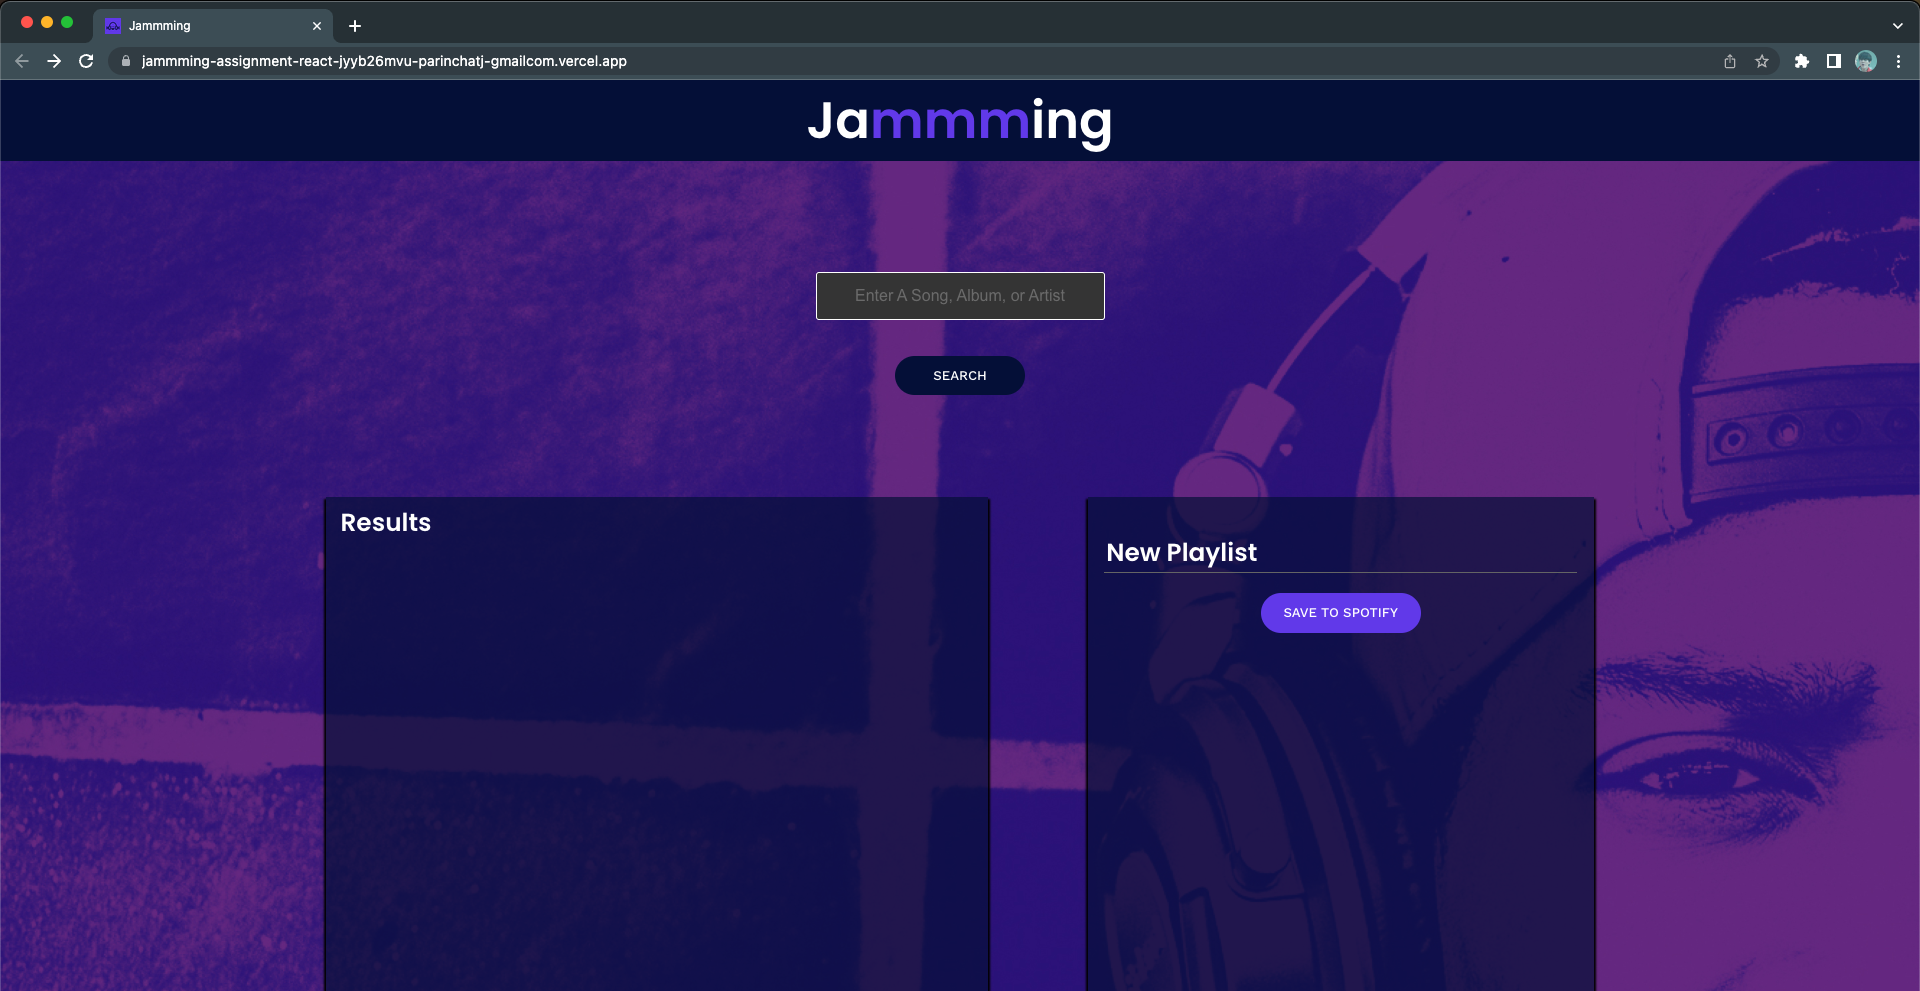 Jammming
jammming-assignment-react-jyyb26mvu-parinchatj-gmailcom.vercel.app
Jammming
Enter A Song, Album, or Artist
SEARCH
Results
New Playlist
SAVE TO SPOTIFY